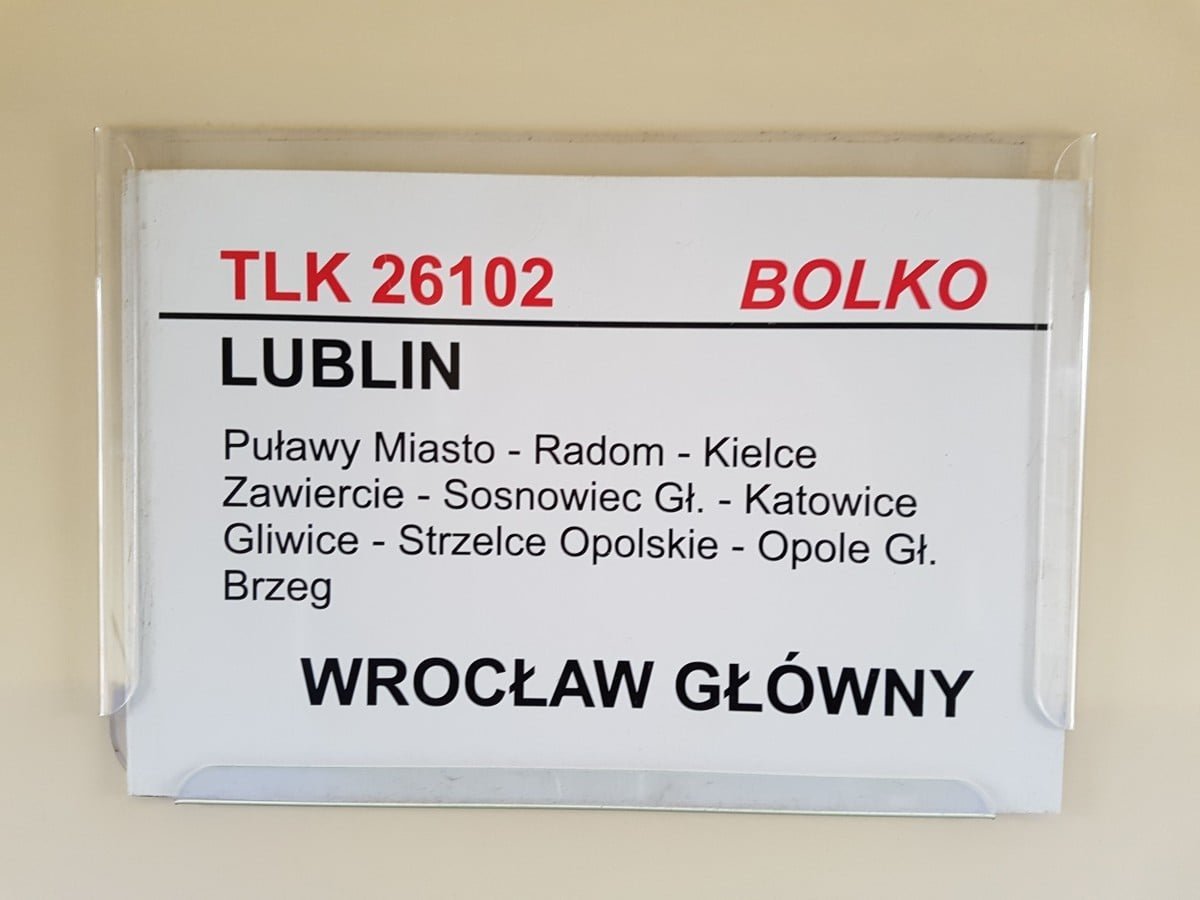 TLK 26102 BOLKO
LUBLIN
Puławy Miasto - Radom - Kielce
Zawiercie - Sosnowiec Gł. - Katowice
Gliwice - Strzelce Opolskie - Opole Gł.
Brzeg
WROCŁAW GŁÓWNY